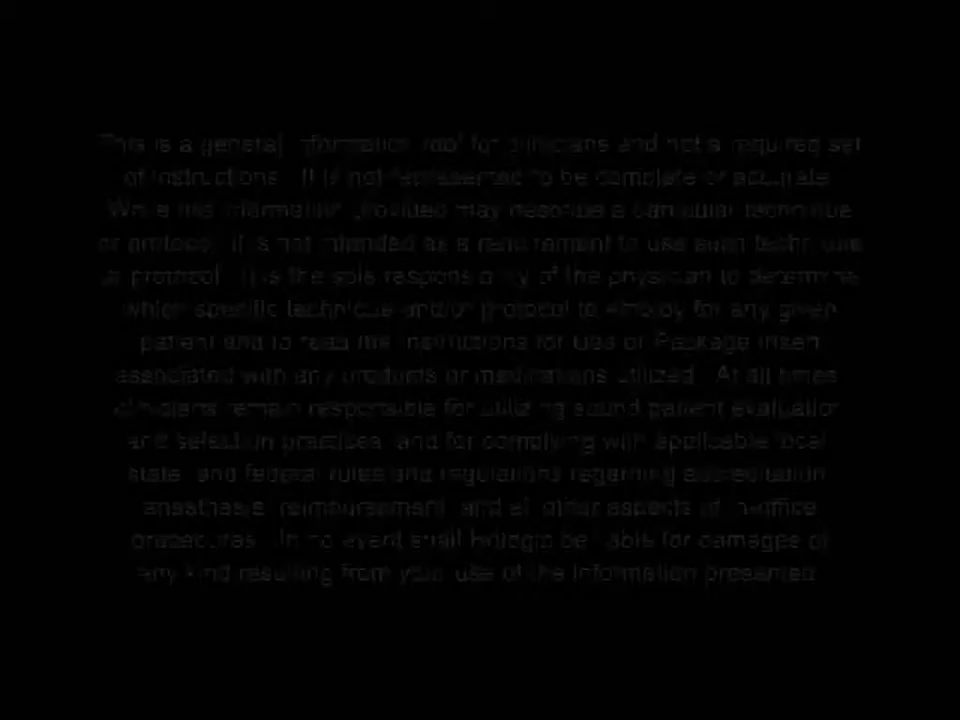 This is a general information tool for clinicians and not a required set
of instructions. It is not represented to be complete or accurate.
While the information provided may describe a particular technique
or protocol, it is not intended as a requirement to use such technique
or protocol. It is the sole responsibility of the physician to determine
which specific technique and/or protocol to employ for any given
patient and to read the Instructions for Use or Package Insert
associated with any products or medications utilized. At all times
clinicians remain responsible for utilizing sound patient evaluation
and selection practices, and for complying with applicable local,
state, and federal rules and regulations regarding accreditation,
anesthesia, reimbursement, and all other aspects of in-office
procedures. In no event shall Hologic be liable for damages of
any kind resulting from your use of the information presented.